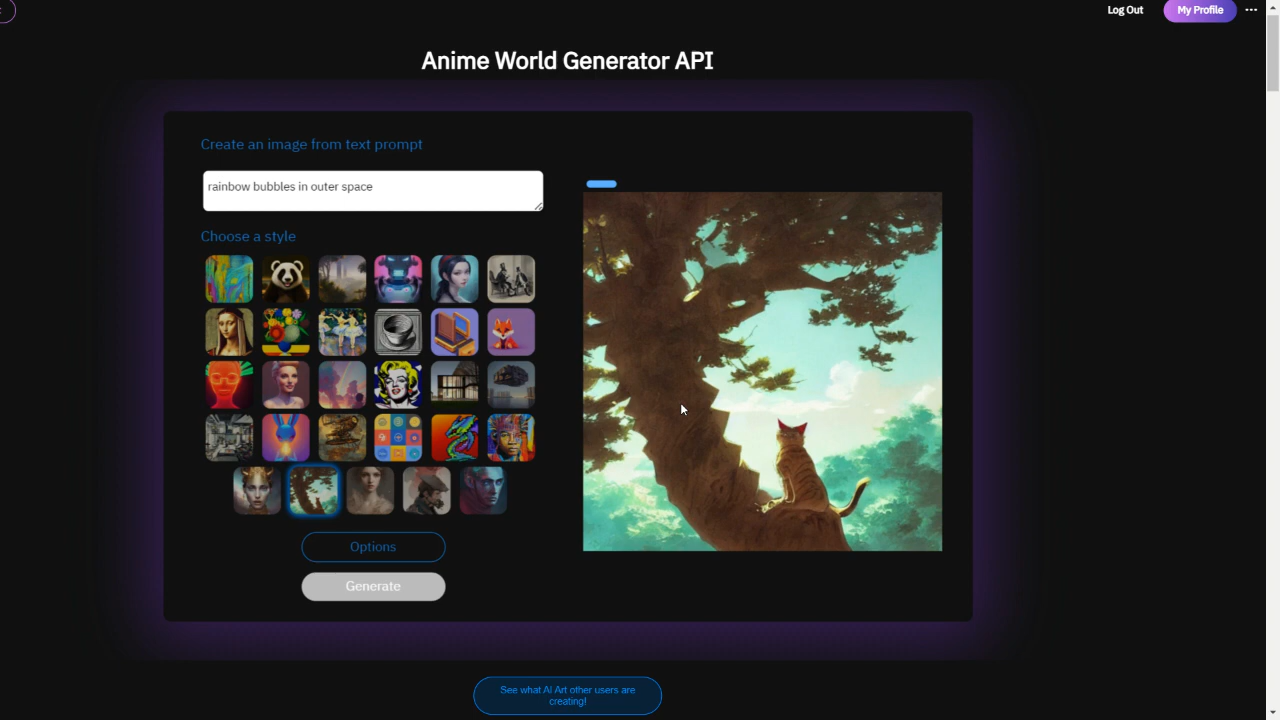 Log Out
My Profile
Anime World Generator API
Create an image from text prompt
rainbow bubbles in outer space
Choose a style
Options
Generate
See what AI Art other users are
creating!